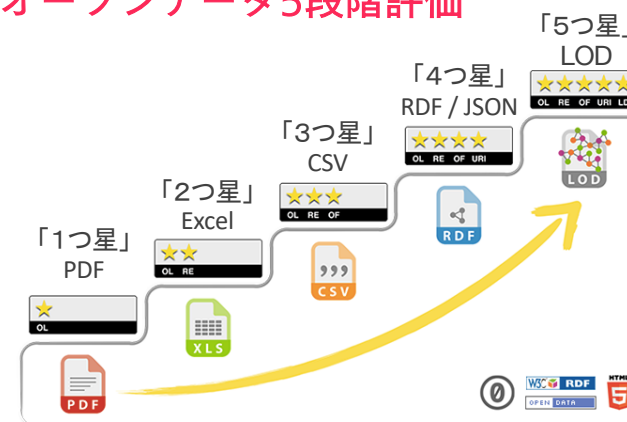 オープンデータ5段階評価
「5つ星」
LOD
OL RE OF URI LD
LOD
「4つ星」
RDF / JSON
OL RE OF URI
RDF
「3つ星」
CSV
OL RE OF
CSV
「2つ星」
Excel
OL RE
XLS
「1つ星」
PDF
OL
PDF
W3C RDF
OPEN DATA
HTML
5
0